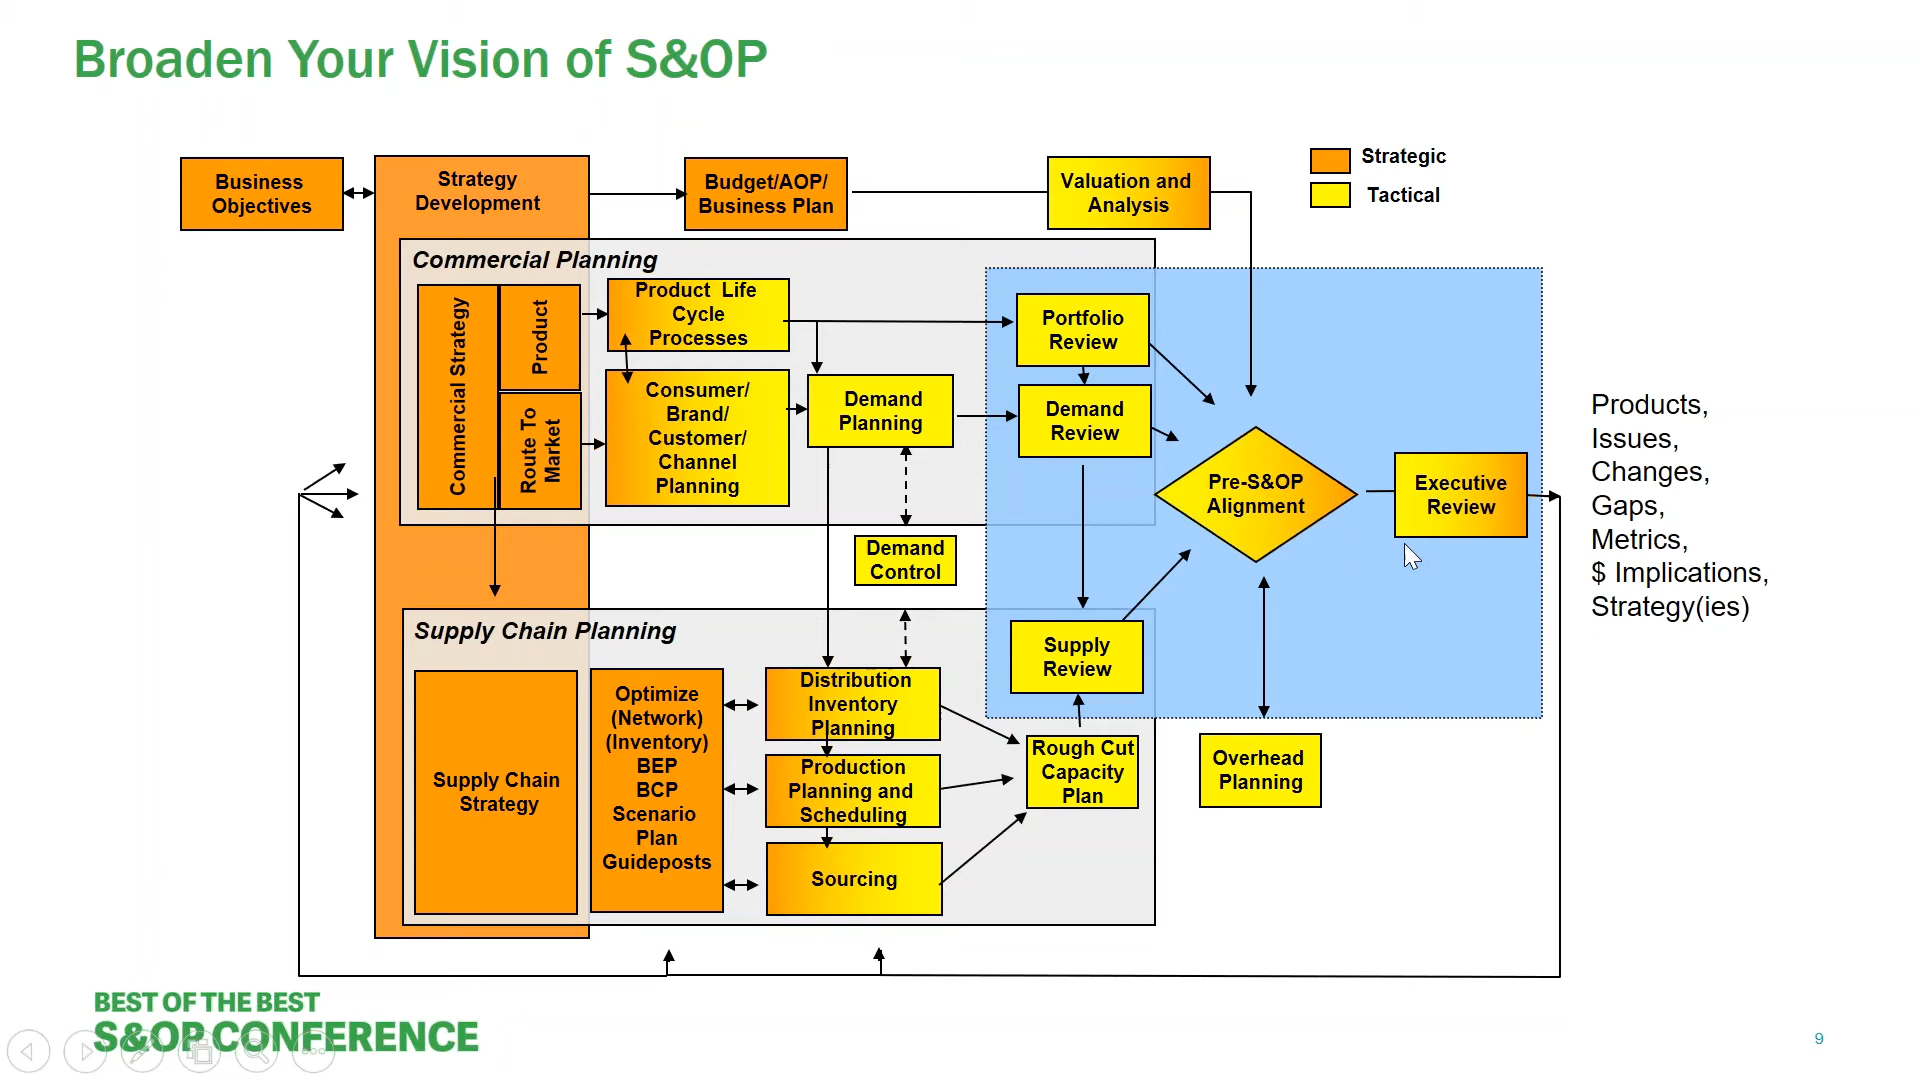 Broaden Your Vision of S&OP
Business
Objectives
Strategy
Development
Budget/AOP/
Business Plan
Valuation and
Analysis
Strategic
Tactical
Commercial Planning
Commercial Strategy
Product
Route To
Market
Product Life
Cycle
Processes
Consumer/
Brand/
Customer/
Channel
Planning
Demand
Planning
Demand
Control
Portfolio
Review
Demand
Review
Pre-S&OP
Alignment
Executive
Review
Products,
Issues,
Changes,
Gaps,
Metrics,
$ Implications,
Strategy(ies)
Supply Chain Planning
Supply Chain
Strategy
Optimize
(Network)
(Inventory)
BEP
BCP
Scenario
Plan
Guideposts
Distribution
Inventory
Planning
Production
Planning and
Scheduling
Sourcing
Supply
Review
Rough Cut
Capacity
Plan
Overhead
Planning
BEST OF THE BEST
S&OP CONFERENCE
9